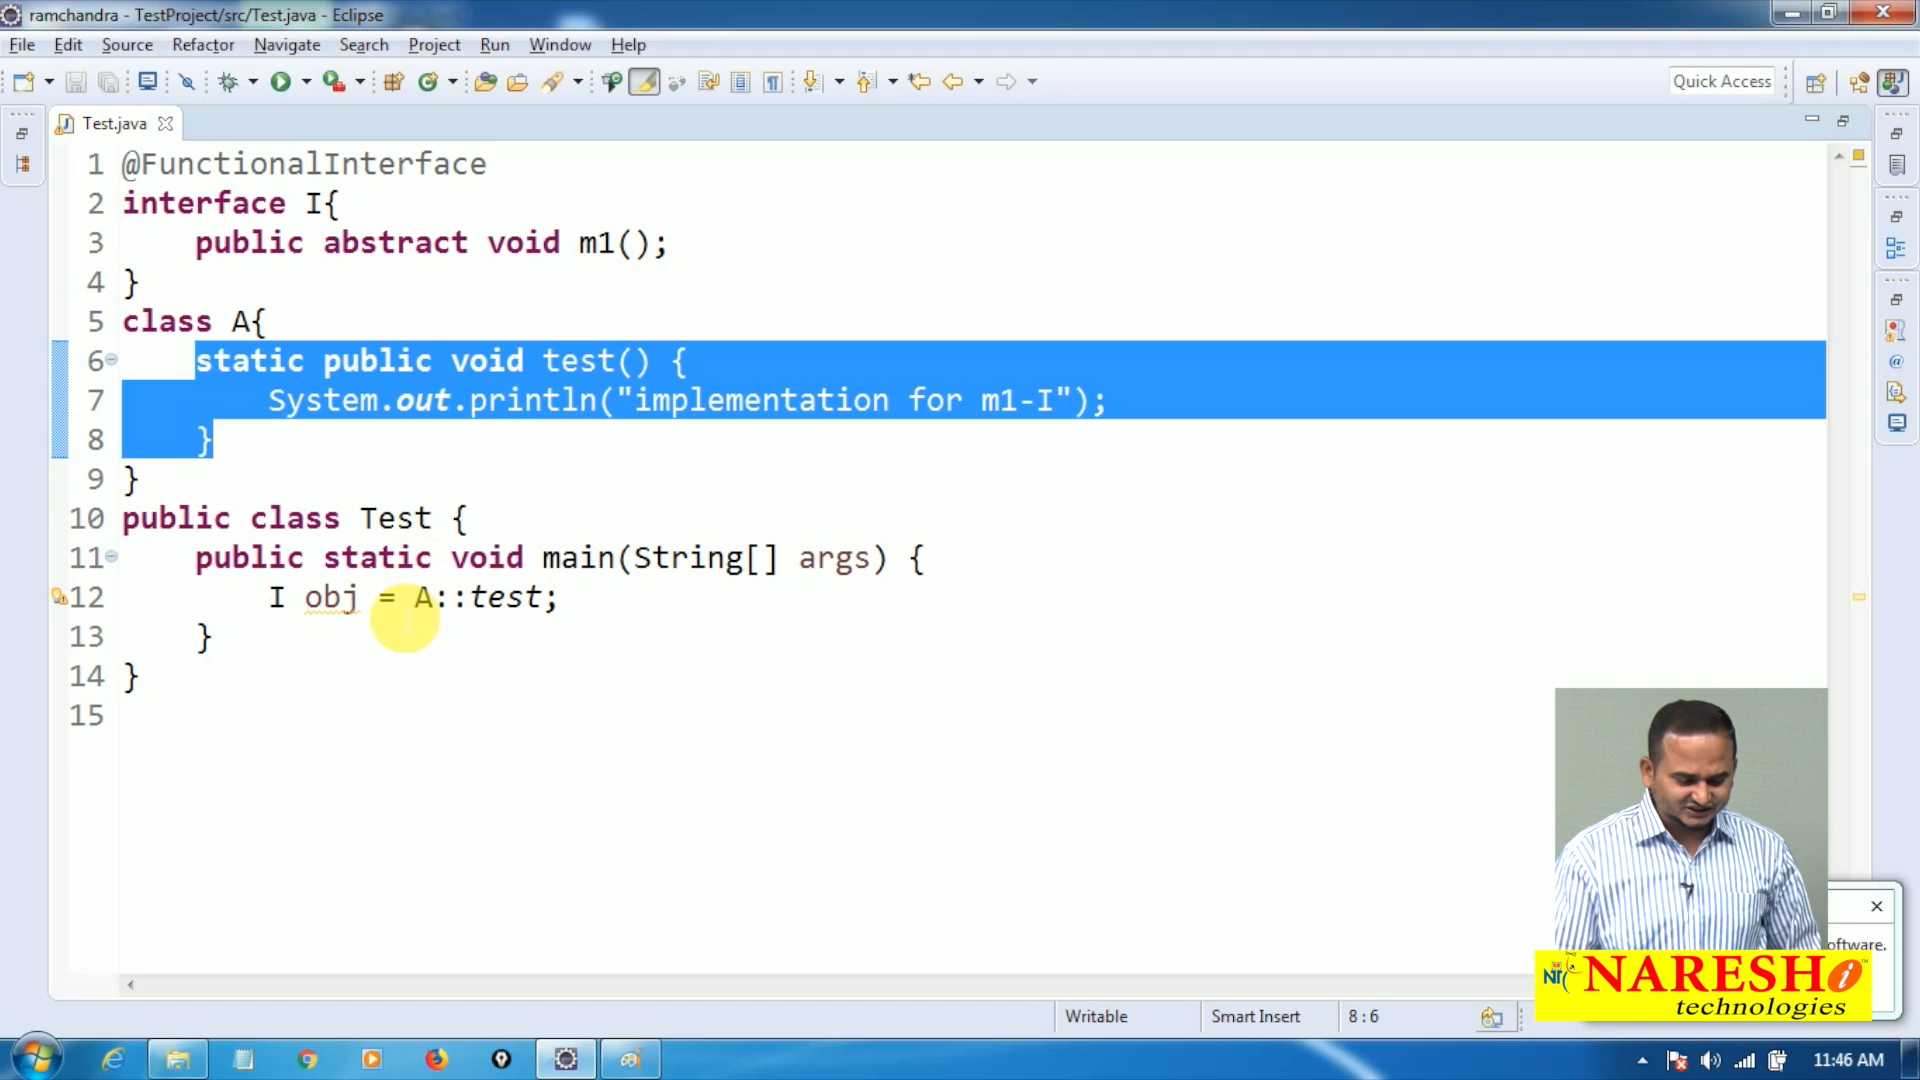 ramchandra - TestProject/src/Test.java - Eclipse
File Edit Source Refactor Navigate Search Project Run Window Help
Quick Access
Test.java
1 @FunctionalInterface
2 interface I{
3 public abstract void m1();
4 }
5 class A{
6 static public void test() {
7 System.out.println("implementation for m1-I");
8 }
9 }
10 public class Test {
11 public static void main(String[] args) {
12 I obj = A::test;
13 }
14 }
15
oftware.
NARESH i
technologies
Writable Smart Insert 8 : 6
11:46 AM